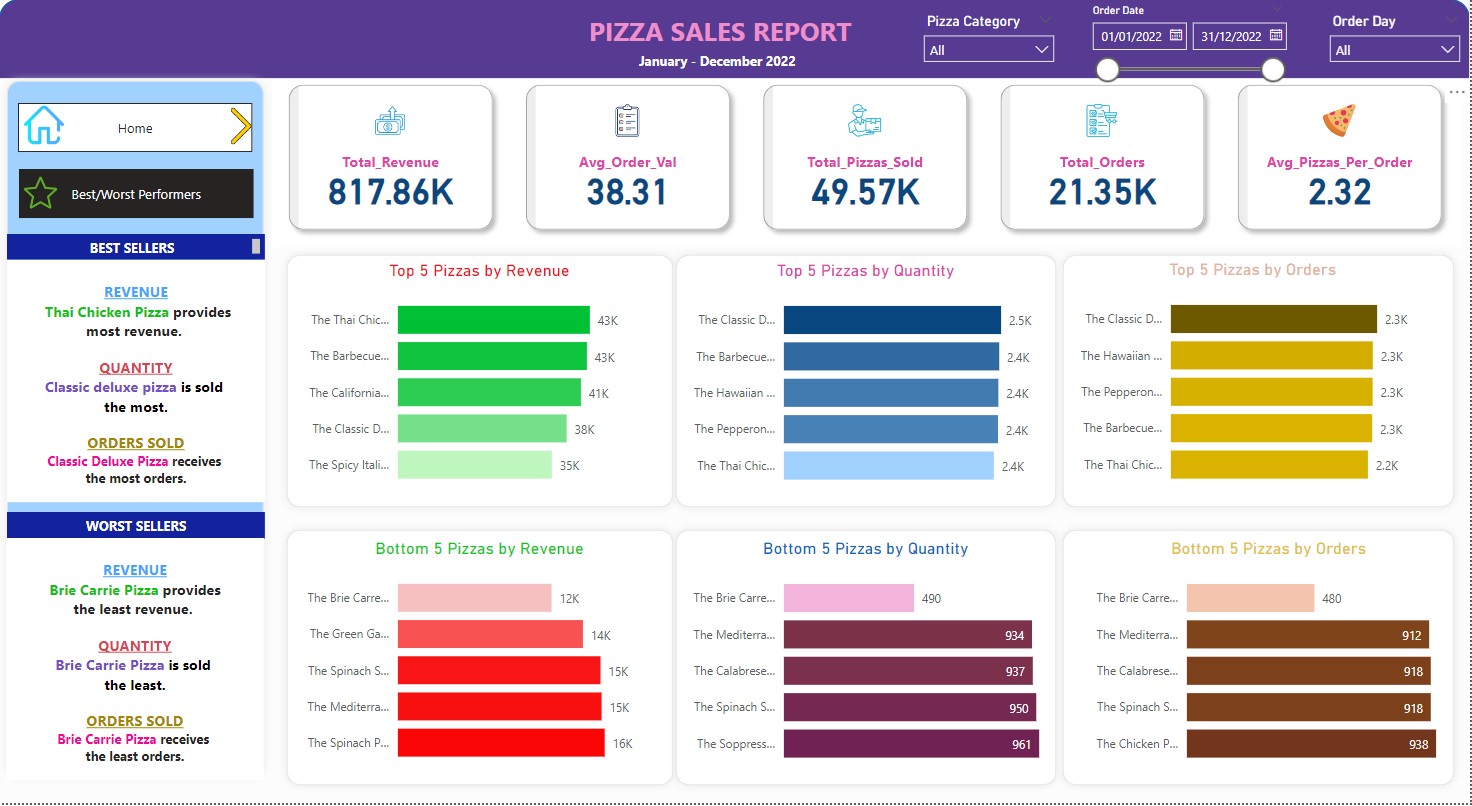 PIZZA SALES REPORT
January - December 2022
Pizza Category
All
Order Date
01/01/2022
31/12/2022
Order Day
All
Home
Best/Worst Performers
BEST SELLERS
REVENUE
Thai Chicken Pizza provides
most revenue.
QUANTITY
Classic deluxe pizza is sold
the most.
ORDERS SOLD
Classic Deluxe Pizza receives
the most orders.
WORST SELLERS
REVENUE
Brie Carrie Pizza provides
the least revenue.
QUANTITY
Brie Carrie Pizza is sold
the least.
ORDERS SOLD
Brie Carrie Pizza receives
the least orders.
Total_Revenue
817.86K
Avg_Order_Val
38.31
Total_Pizzas_Sold
49.57K
Total_Orders
21.35K
Avg_Pizzas_Per_Order
2.32
Top 5 Pizzas by Revenue
The Thai Chic... 43K
The Barbecue... 43K
The California... 41K
The Classic D... 38K
The Spicy Itali... 35K
Top 5 Pizzas by Quantity
The Classic D... 2.5K
The Barbecue... 2.4K
The Hawaiian ... 2.4K
The Pepperon... 2.4K
The Thai Chic... 2.4K
Top 5 Pizzas by Orders
The Classic D... 2.3K
The Hawaiian ... 2.3K
The Pepperon... 2.3K
The Barbecue... 2.3K
The Thai Chic... 2.2K
Bottom 5 Pizzas by Revenue
The Brie Carre... 12K
The Green Ga... 14K
The Spinach S... 15K
The Mediterra... 15K
The Spinach P... 16K
Bottom 5 Pizzas by Quantity
The Brie Carre... 490
The Mediterra... 934
The Calabrese... 937
The Spinach S... 950
The Soppress... 961
Bottom 5 Pizzas by Orders
The Brie Carre... 480
The Mediterra... 912
The Calabrese... 918
The Spinach S... 918
The Chicken P... 938